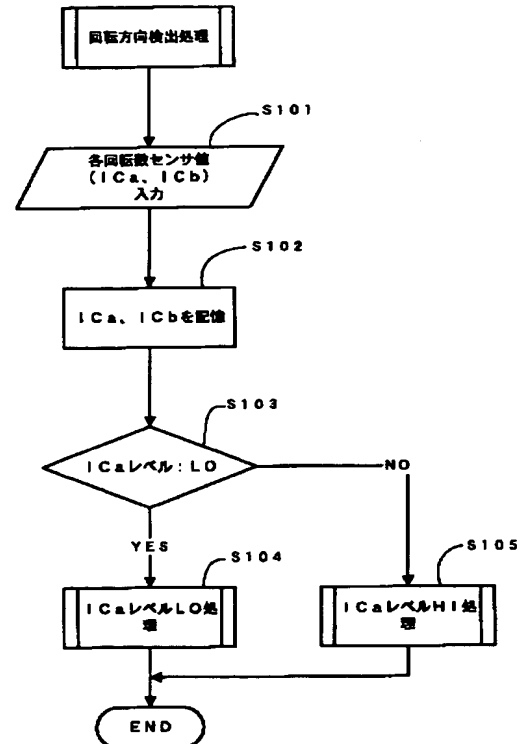 回転方向検出処理
S101
各回転数センサ値
(ICa、ICb)
入力
S102
ICa、ICbを記憶
S103
ICaレベル:LO
NO
YES
S104
S105
ICaレベルLO処
理
ICaレベルHI処
理
END